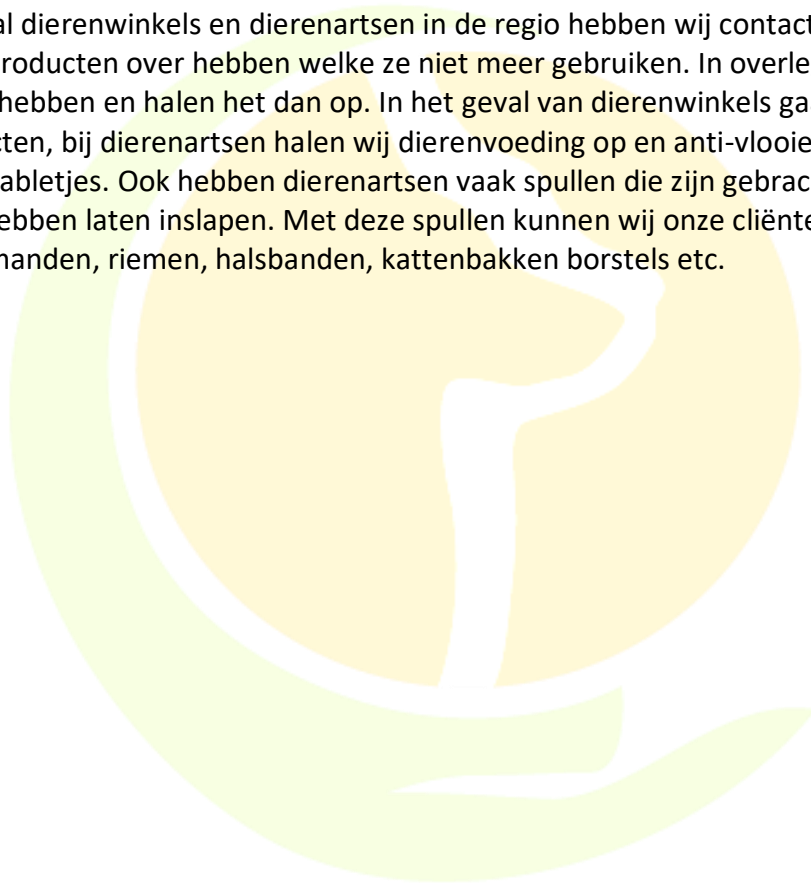 al dierenwinkels en dierenartsen in de regio hebben wij contact
roducten over hebben welke ze niet meer gebruiken. In overle
hebben en halen het dan op. In het geval van dierenwinkels ga
cten, bij dierenartsen halen wij dierenvoeding op en anti-vlooie
abletjes. Ook hebben dierenartsen vaak spullen die zijn gebrac
ebben laten inslapen. Met deze spullen kunnen wij onze cliënte
manden, riemen, halsbanden, kattenbakken borstels etc.